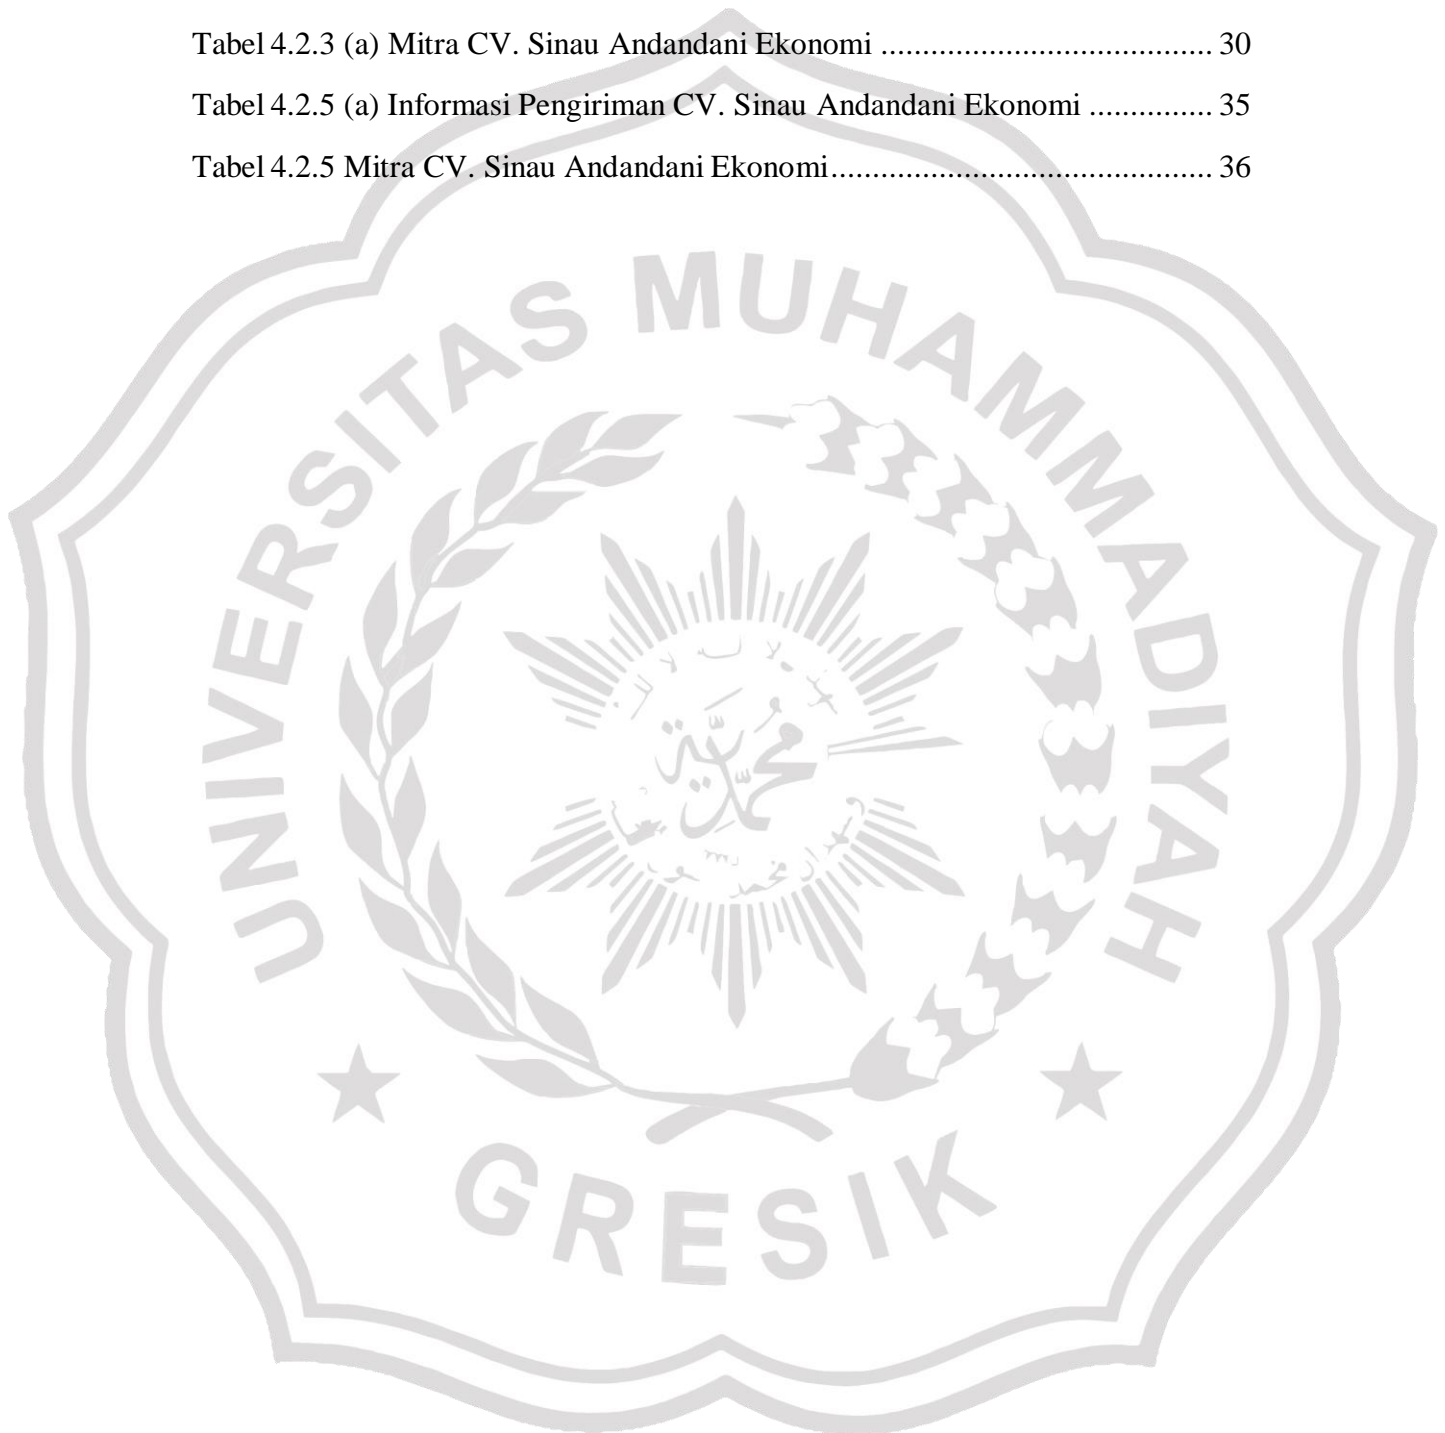 Tabel 4.2.3 (a) Mitra CV. Sinau Andandani Ekonomi ........................................ 30
Tabel 4.2.5 (a) Informasi Pengiriman CV. Sinau Andandani Ekonomi ............... 35
Tabel 4.2.5 Mitra CV. Sinau Andandani Ekonomi.............................................. 36
UNIVERSITAS MUHAMMADIYAH
محمدية
GRESIK